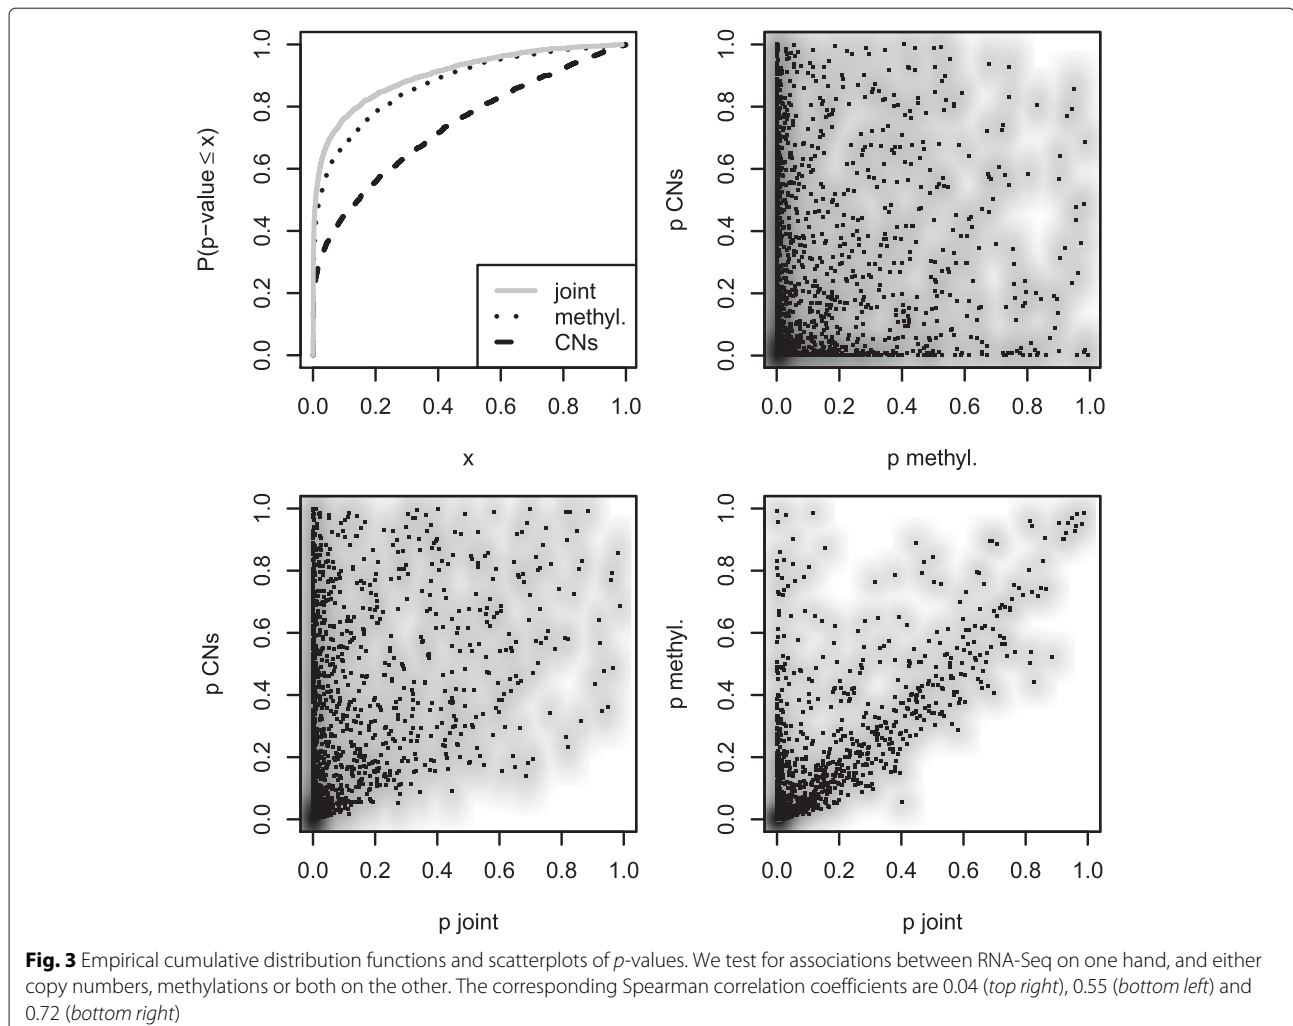 P(p−value ≤ x)
1.0
0.8
0.6
0.4
0.2
0.0
joint
methyl.
CNs
0.0 0.2 0.4 0.6 0.8 1.0
x
p CNs
1.0
0.8
0.6
0.4
0.2
0.0
0.0 0.2 0.4 0.6 0.8 1.0
p methyl.
p CNs
1.0
0.8
0.6
0.4
0.2
0.0
0.0 0.2 0.4 0.6 0.8 1.0
p joint
p methyl.
1.0
0.8
0.6
0.4
0.2
0.0
0.0 0.2 0.4 0.6 0.8 1.0
p joint
Fig. 3 Empirical cumulative distribution functions and scatterplots of p-values. We test for associations between RNA-Seq on one hand, and either
copy numbers, methylations or both on the other. The corresponding Spearman correlation coefficients are 0.04 (top right), 0.55 (bottom left) and
0.72 (bottom right)